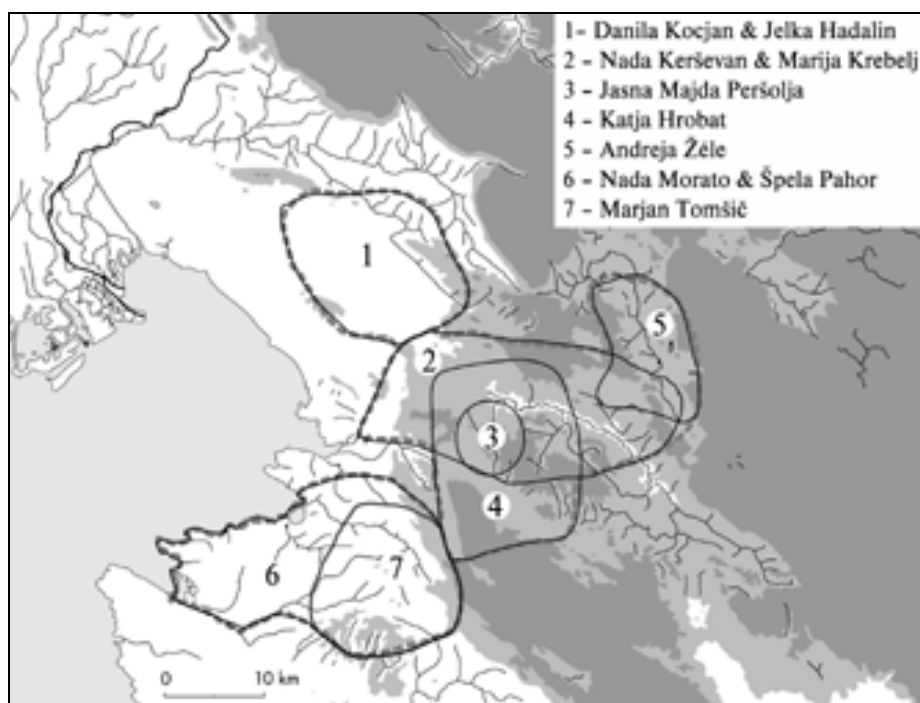 1- Danila Kocjan & Jelka Hadalin
2 - Nada Kerševan & Marija Krebelj
3 - Jasna Majda Peršolja
4 - Katja Hrobat
5 - Andreja Žéle
6 - Nada Morato & Špela Pahor
7 - Marjan Tomšič
1
2
5
3
4
6
7
0 10 km